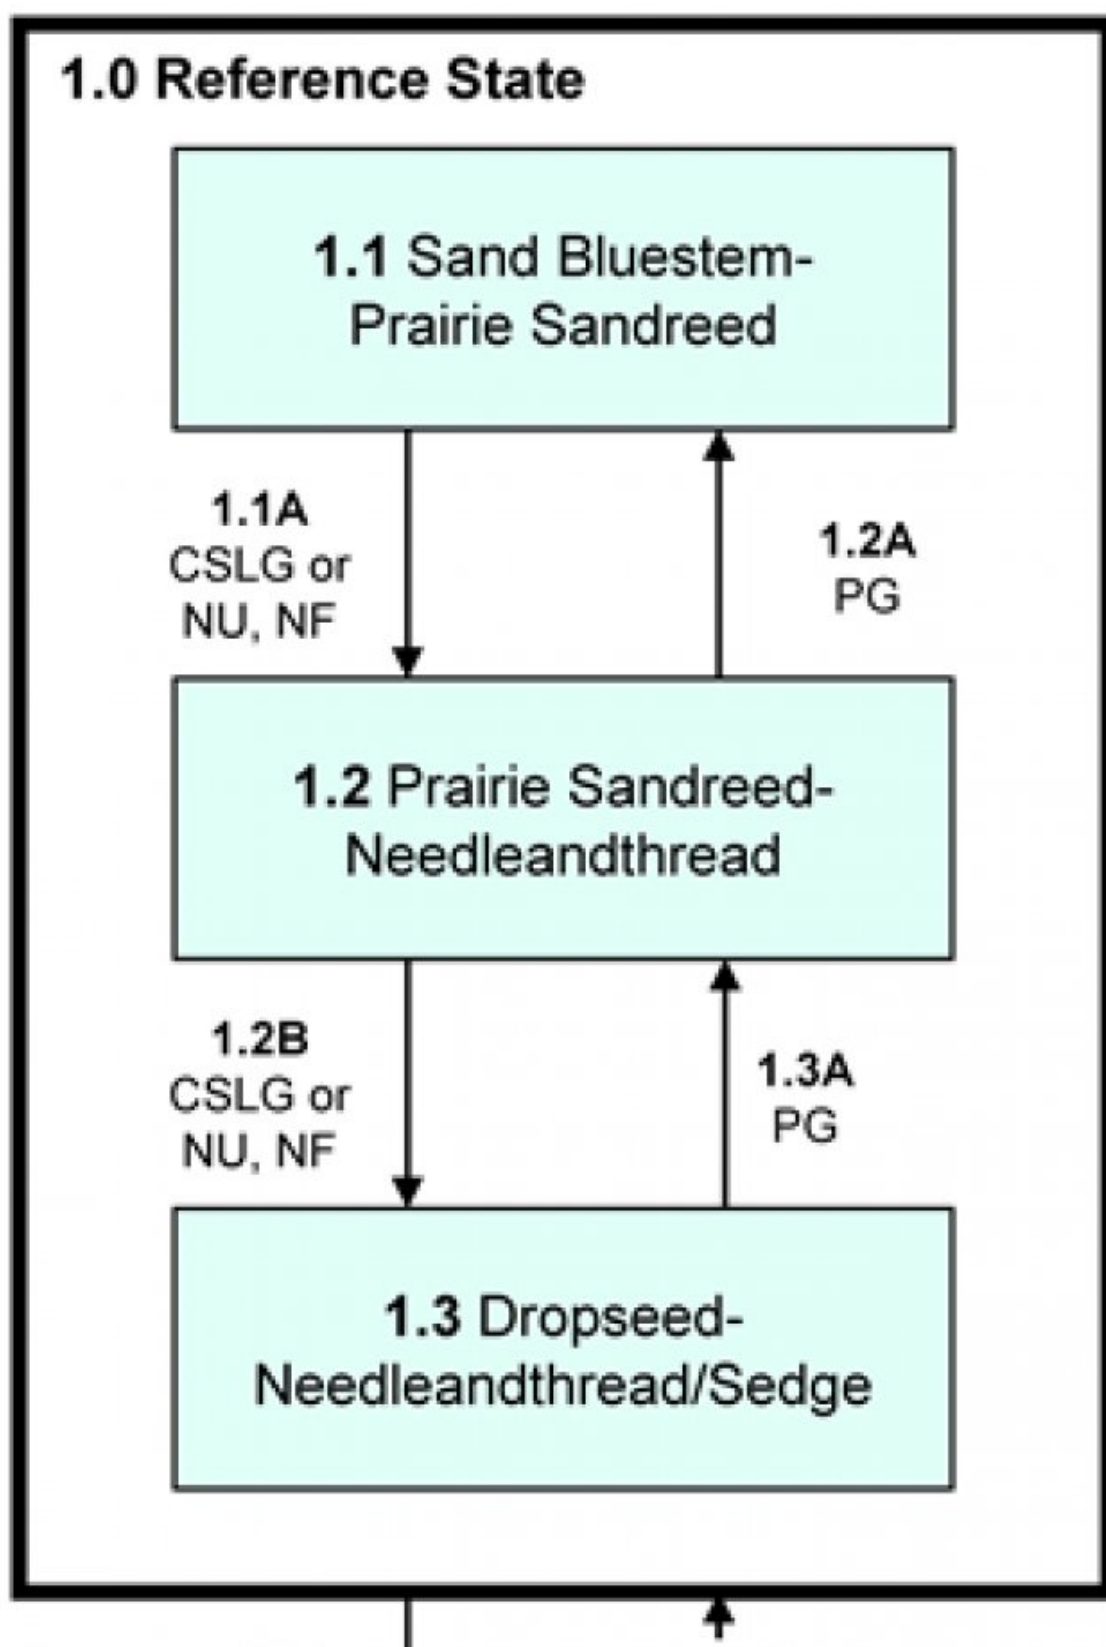 1.0 Reference State
1.1 Sand Bluestem-
Prairie Sandreed
1.1A
CSLG or
NU, NF
1.2A
PG
1.2 Prairie Sandreed-
Needleandthread
1.2B
CSLG or
NU, NF
1.3A
PG
1.3 Dropseed-
Needleandthread/Sedge